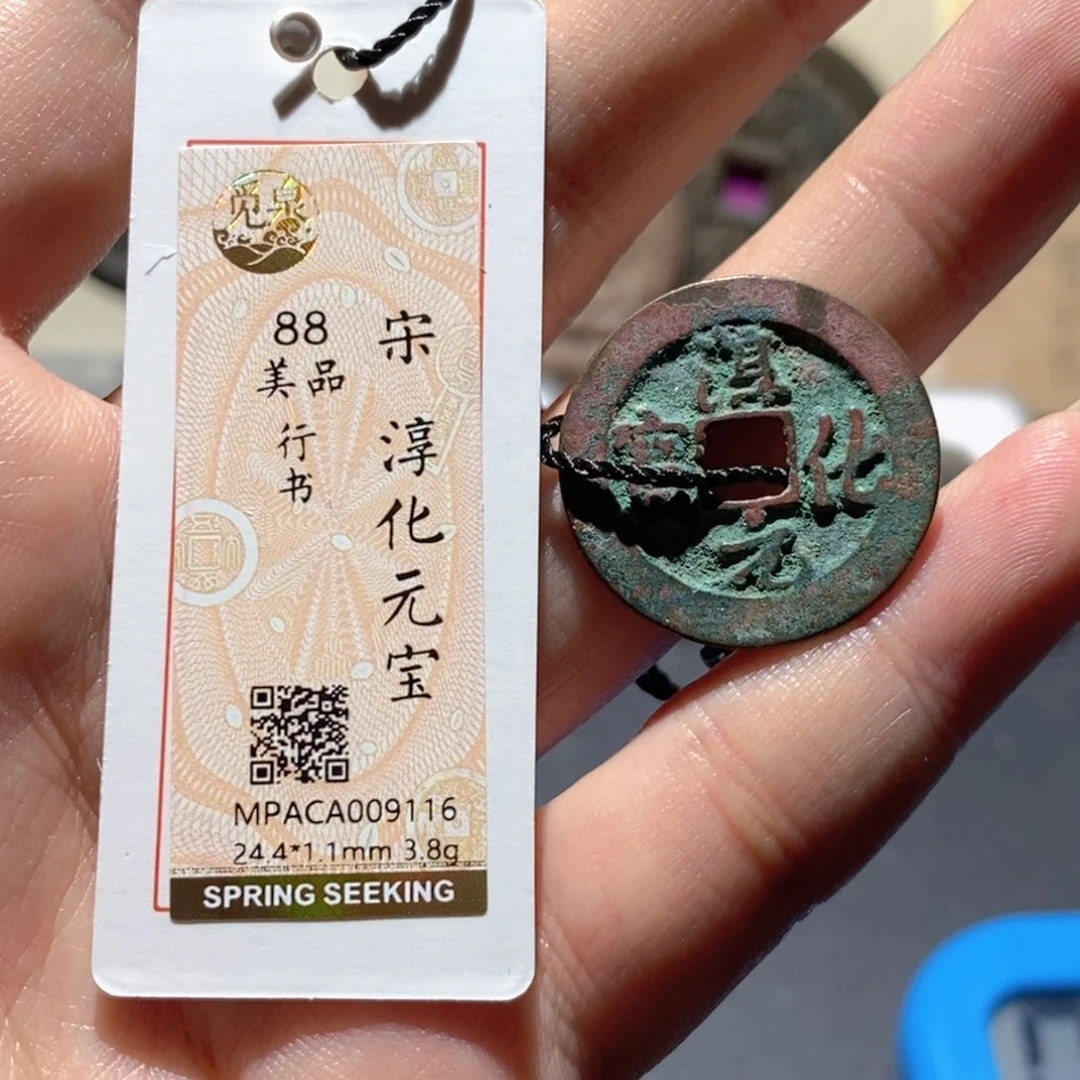 觅泉
宋 淳化元宝
88
美品
行书
MPACA009116
24.4*1.1mm 3.8g
SPRING SEEKING
淳化元寶